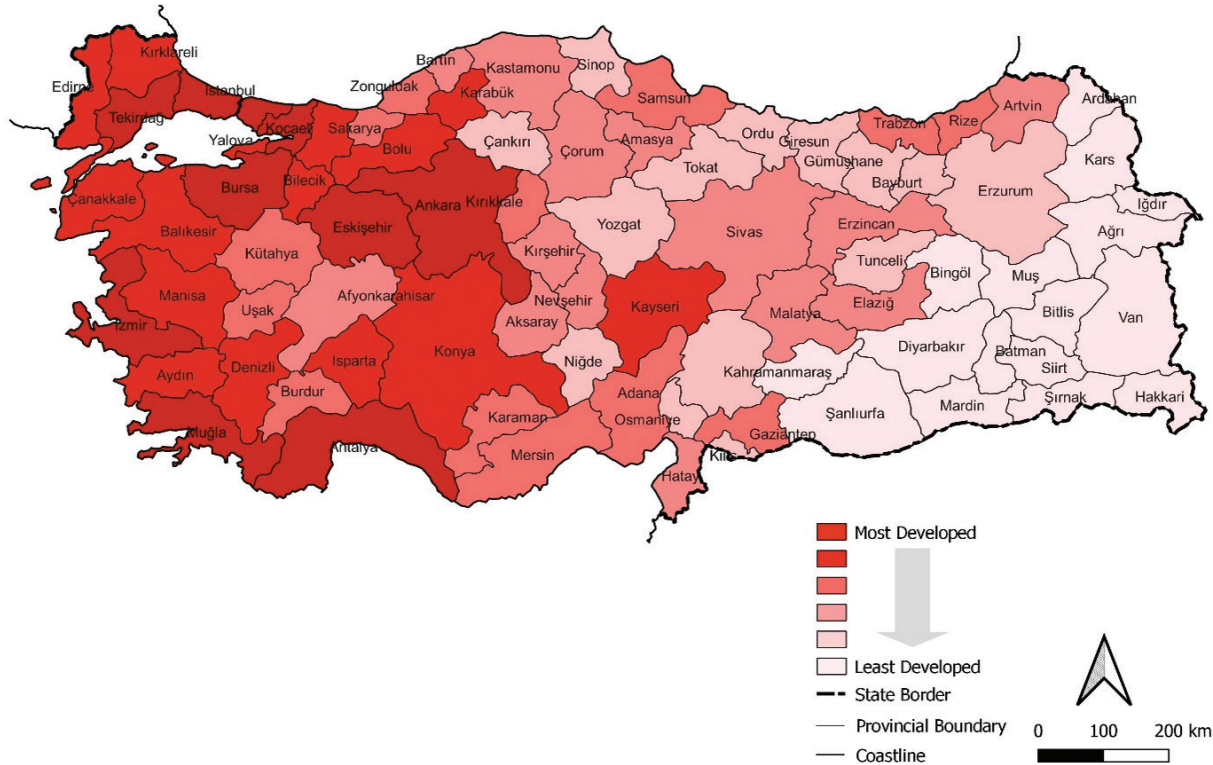 Kırklareli
Edirne
Tekirdağ
İstanbul
Yalova
Kocaeli
Sakarya
Zonguldak
Bartın
Karabük
Kastamonu
Sinop
Samsun
Bolu
Çankırı
Çorum
Amasya
Ordu
Giresun
Gümüşhane
Trabzon
Rize
Artvin
Ardahan
Kars
Tokat
Bayburt
Erzurum
Iğdır
Ağrı
Çanakkale
Bursa
Bilecik
Balıkesir
Eskişehir
Ankara
Kırıkkale
Yozgat
Sivas
Erzincan
Kütahya
Kırşehir
Tunceli
Bingöl
Muş
Manisa
Uşak
Afyonkarahisar
Nevşehir
Kayseri
Malatya
Elazığ
Bitlis
Van
İzmir
Aksaray
Aydın
Denizli
Isparta
Konya
Niğde
Diyarbakır
Batman
Siirt
Burdur
Kahramanmaraş
Adana
Karaman
Osmaniye
Şanlıurfa
Mardin
Şırnak
Hakkari
Muğla
Antalya
Mersin
Gaziantep
Kilis
Hatay
Most Developed
Least Developed
State Border
Provincial Boundary
Coastline
0 100 200 km